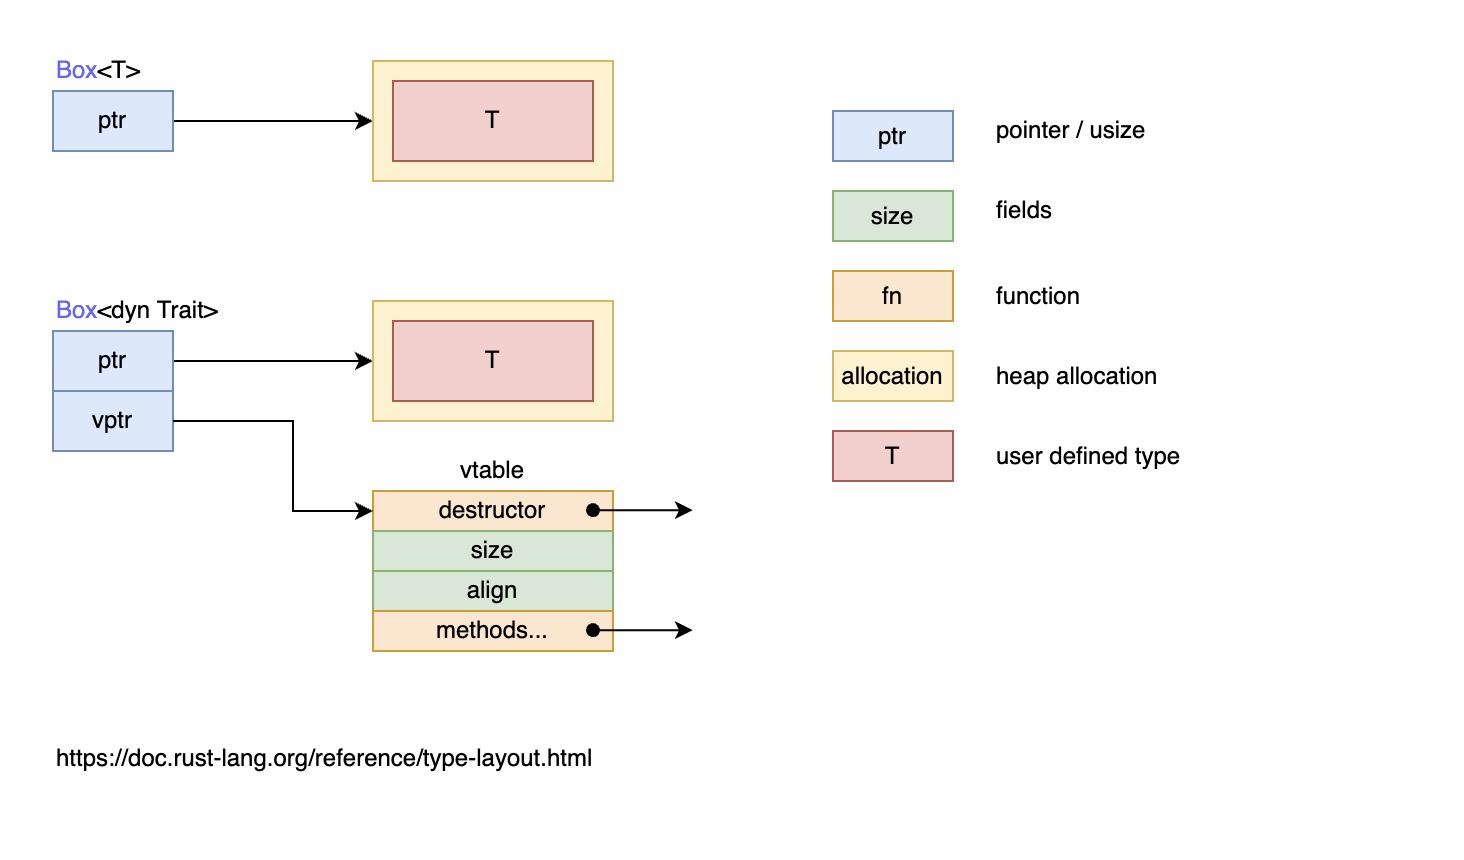 Box<T>
ptr
T
Box<dyn Trait>
ptr
T
vptr
vtable
destructor
size
align
methods...
ptr pointer / usize
size fields
fn function
allocation heap allocation
T user defined type
https://doc.rust-lang.org/reference/type-layout.html